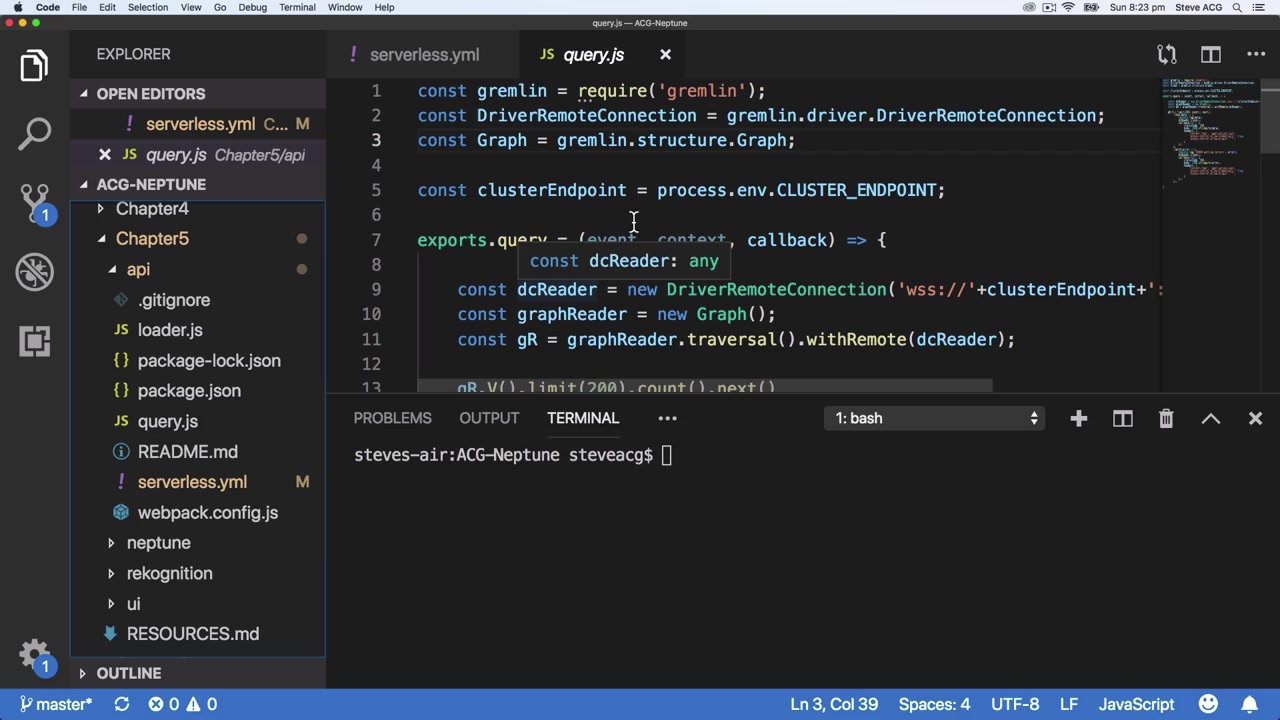 Code File Edit Selection View Go Debug Terminal Window Help Sun 8:23 pm Steve ACG
query.js — ACG-Neptune
EXPLORER
OPEN EDITORS
! serverless.yml C... M
JS query.js Chapter5/api
ACG-NEPTUNE
Chapter4
Chapter5
api
.gitignore
JS loader.js
{} package-lock.json
{} package.json
JS query.js
README.md
! serverless.yml M
webpack.config.js
neptune
rekognition
ui
RESOURCES.md
OUTLINE
1
1
! serverless.yml
JS query.js
1 const gremlin = require('gremlin');
2 const DriverRemoteConnection = gremlin.driver.DriverRemoteConnection;
3 const Graph = gremlin.structure.Graph;
4
5 const clusterEndpoint = process.env.CLUSTER_ENDPOINT;
6
7 exports.query = (event, context, callback) => {
const dcReader: any
8
9 const dcReader = new DriverRemoteConnection('wss://'+clusterEndpoint+':
10 const graphReader = new Graph();
11 const gR = graphReader.traversal().withRemote(dcReader);
12
13 gR.V().limit(200).count().next()
PROBLEMS OUTPUT TERMINAL ... 1: bash
steves-air:ACG-Neptune steveacg$
master* 0 0 Ln 3, Col 39 Spaces: 4 UTF-8 LF JavaScript